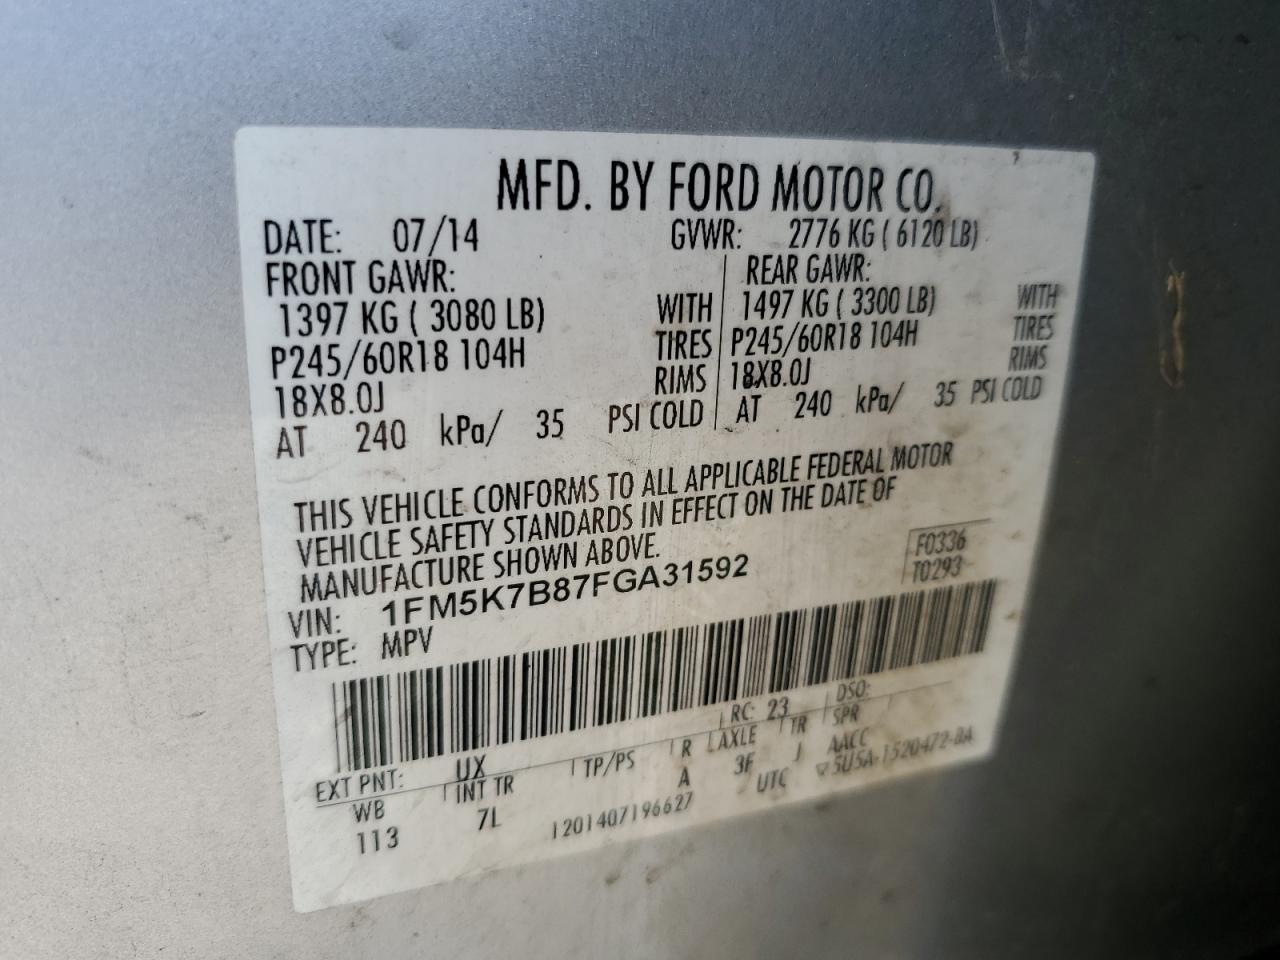 MFD. BY FORD MOTOR CO.
DATE: 07/14 GVWR: 2776 KG ( 6120 LB)
FRONT GAWR: REAR GAWR:
1397 KG ( 3080 LB) WITH 1497 KG ( 3300 LB) WITH
P245/60R18 104H TIRES P245/60R18 104H TIRES
18X8.0J RIMS 18X8.0J RIMS
AT 240 kPa/ 35 PSI COLD AT 240 kPa/ 35 PSI COLD
THIS VEHICLE CONFORMS TO ALL APPLICABLE FEDERAL MOTOR
VEHICLE SAFETY STANDARDS IN EFFECT ON THE DATE OF
MANUFACTURE SHOWN ABOVE.
F0336
T0293
VIN: 1FM5K7B87FGA31592
TYPE: MPV
EXT PNT: UX RC: 23 DSO:
WB INT TR TP/PS R AXLE TR SPR
113 7L A 3F J AACC
1201407196627 UTC ▽5U5A-1520472-BA